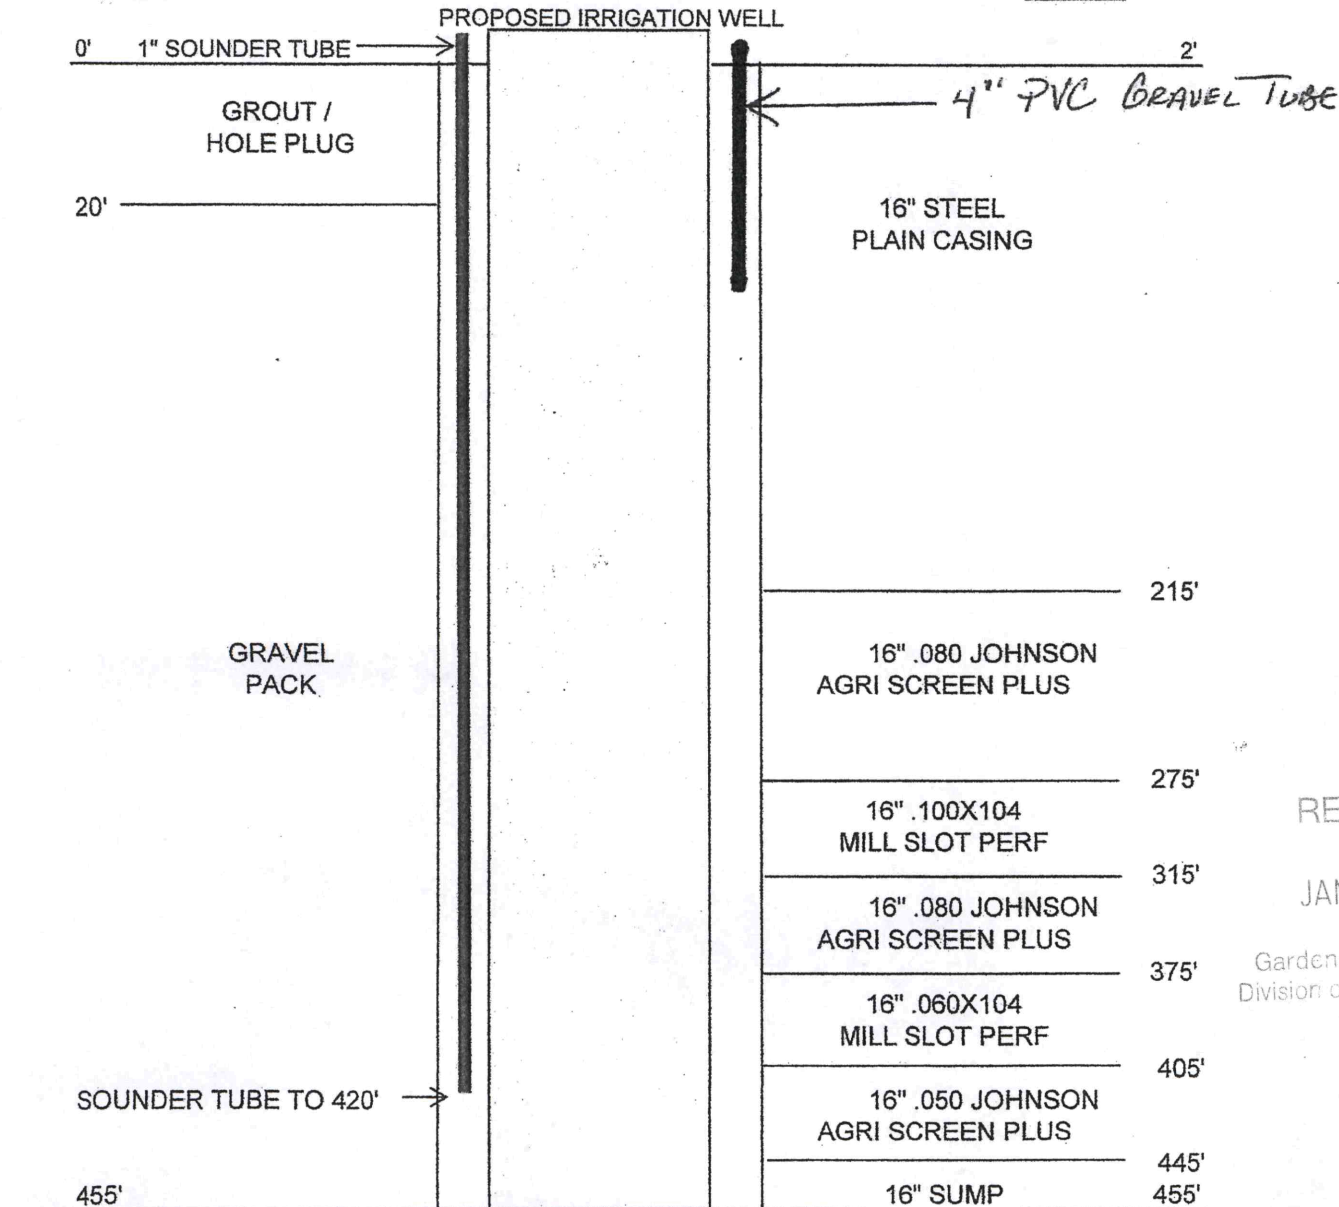 PROPOSED IRRIGATION WELL
0' 1" SOUNDER TUBE
2'
4" PVC GRAVEL TUBE
GROUT /
HOLE PLUG
20'
16" STEEL
PLAIN CASING
215'
GRAVEL
PACK
16" .080 JOHNSON
AGRI SCREEN PLUS
275'
16" .100X104
MILL SLOT PERF
315'
16" .080 JOHNSON
AGRI SCREEN PLUS
375'
16" .060X104
MILL SLOT PERF
405'
SOUNDER TUBE TO 420'
16" .050 JOHNSON
AGRI SCREEN PLUS
445'
455'
16" SUMP
455'
RE
JAN
Garden
Division